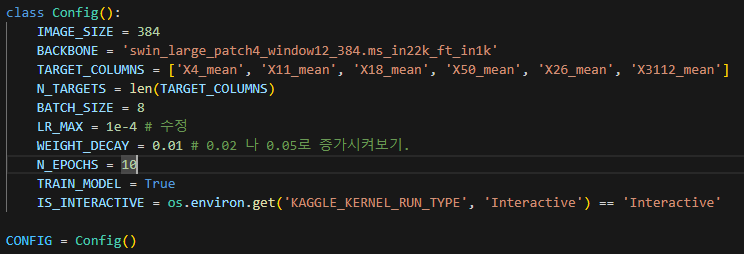 class Config():
    IMAGE_SIZE = 384
    BACKBONE = 'swin_large_patch4_window12_384.ms_in22k_ft_in1k'
    TARGET_COLUMNS = ['X4_mean', 'X11_mean', 'X18_mean', 'X50_mean', 'X26_mean', 'X3112_mean']
    N_TARGETS = len(TARGET_COLUMNS)
    BATCH_SIZE = 8
    LR_MAX = 1e-4 # 수정
    WEIGHT_DECAY = 0.01 # 0.02 나 0.05로 증가시켜보기.
    N_EPOCHS = 10
    TRAIN_MODEL = True
    IS_INTERACTIVE = os.environ.get('KAGGLE_KERNEL_RUN_TYPE', 'Interactive') == 'Interactive'
CONFIG = Config()